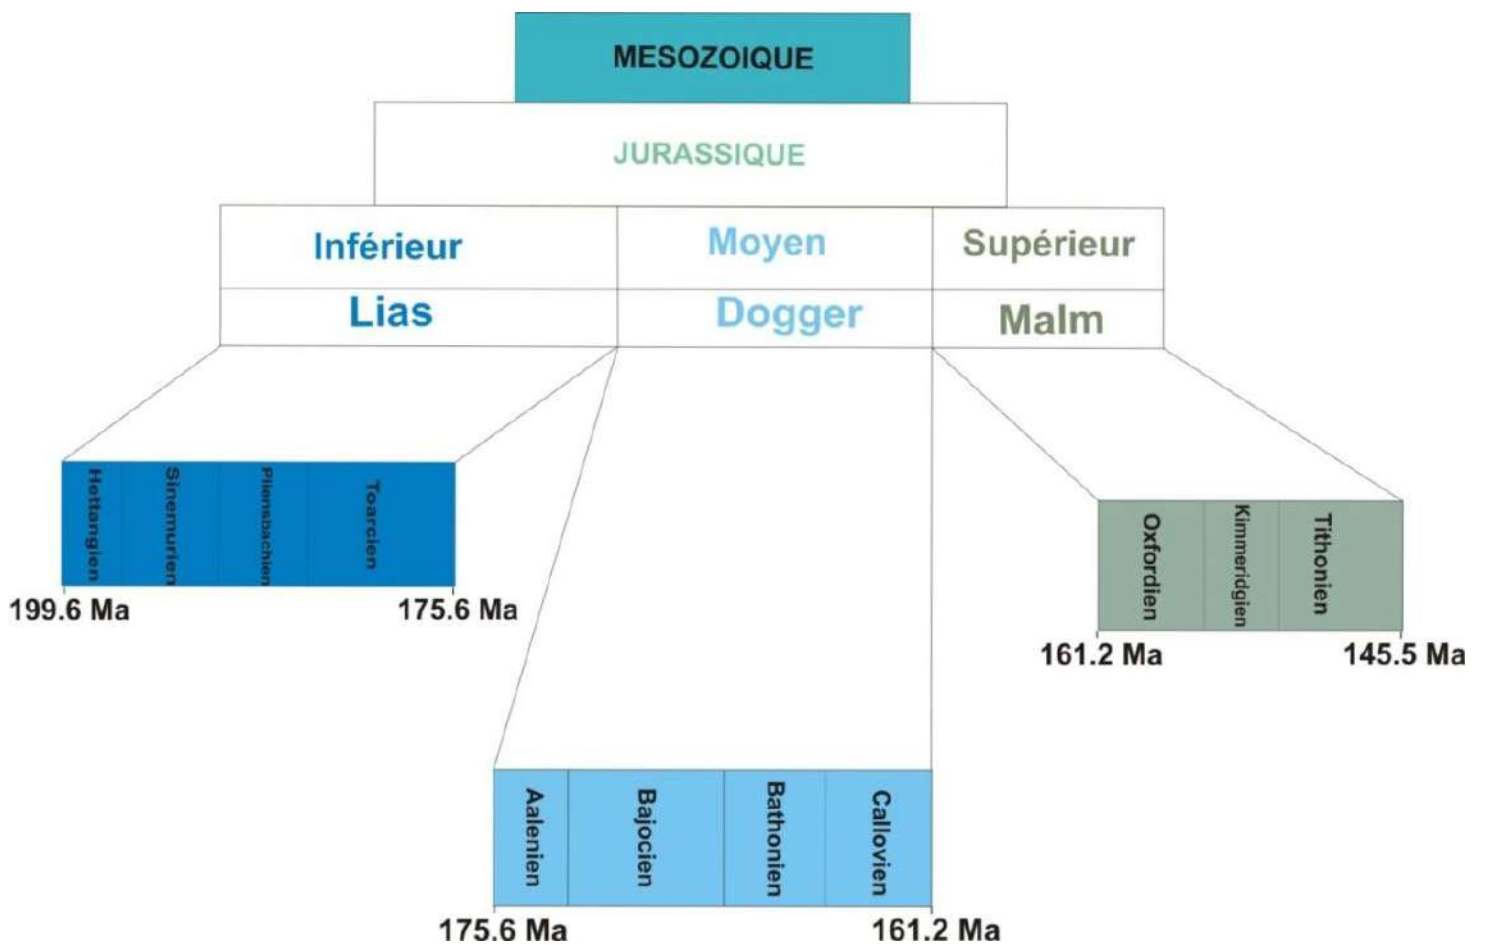 MESOZOIQUE
JURASSIQUE
Inférieur
Moyen
Supérieur
Lias
Dogger
Malm
Hettangien
Sinemurien
Pliensbachien
Toarcien
199.6 Ma
175.6 Ma
Oxfordien
Kimmeridgien
Tithonien
161.2 Ma
145.5 Ma
Aalenien
Bajocien
Bathonien
Callovien
175.6 Ma
161.2 Ma